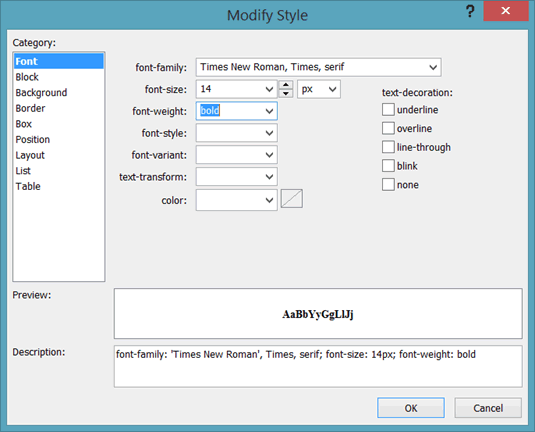 Modify Style
?
Category:
Font
Block
Background
Border
Box
Position
Layout
List
Table
font-family: Times New Roman, Times, serif
font-size: 14 px
font-weight: bold
font-style:
font-variant:
text-transform:
color:
text-decoration:
underline
overline
line-through
blink
none
Preview:
AaBbYyGgLlJj
Description:
font-family: 'Times New Roman', Times, serif; font-size: 14px; font-weight: bold
OK Cancel